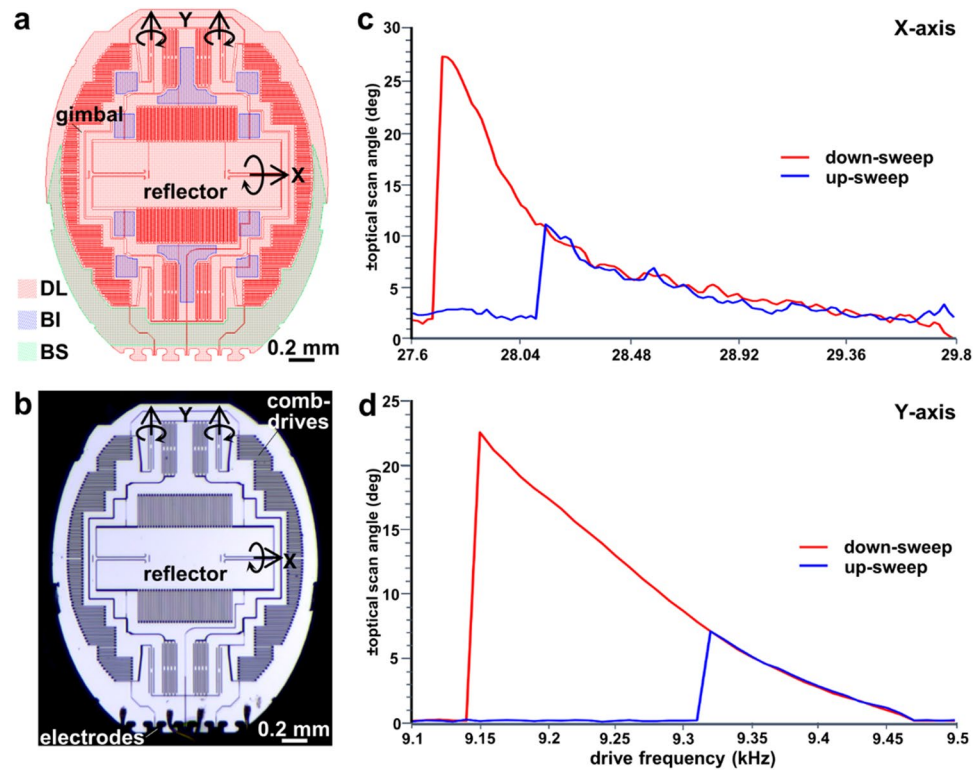 a
Y
gimbal
X
reflector
DL
BI
BS
0.2 mm
b
Y
comb-
drives
X
reflector
electrodes
0.2 mm
c
X-axis
±optical scan angle (deg)
30
25
20
15
10
5
0
down-sweep
up-sweep
27.6 28.04 28.48 28.92 29.36 29.8
d
Y-axis
±optical scan angle (deg)
25
20
15
10
5
0
down-sweep
up-sweep
9.1 9.15 9.2 9.25 9.3 9.35 9.4 9.45 9.5
drive frequency (kHz)